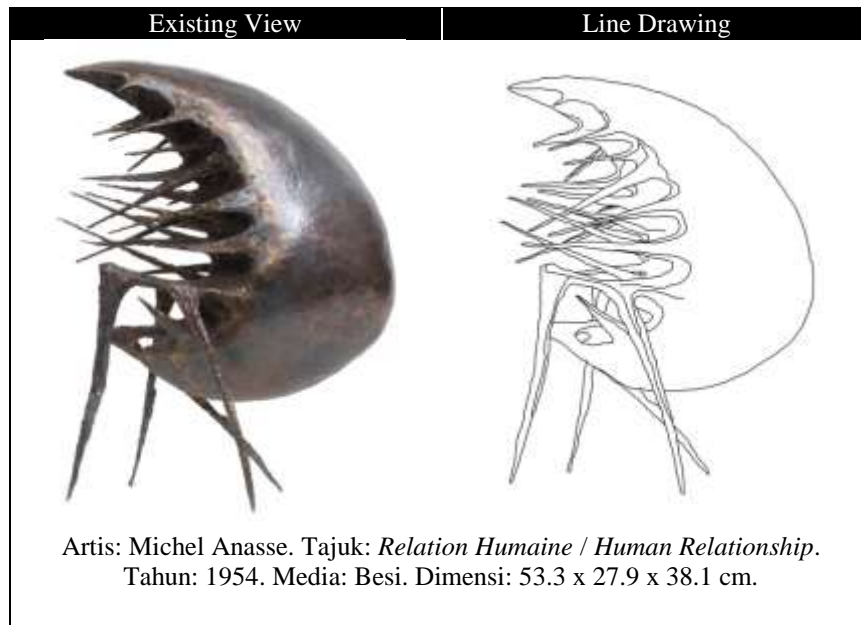 Existing View
Line Drawing
Artis: Michel Anasse. Tajuk: Relation Humaine / Human Relationship.
Tahun: 1954. Media: Besi. Dimensi: 53.3 x 27.9 x 38.1 cm.